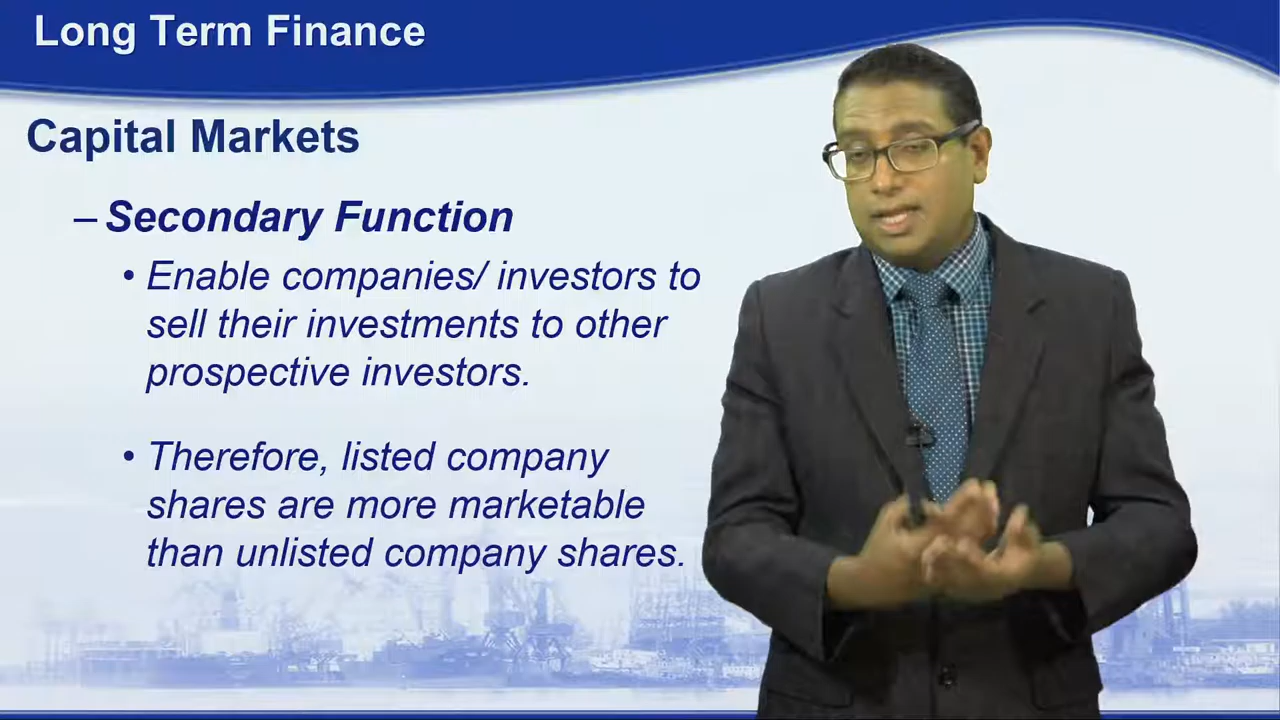 Long Term Finance
Capital Markets
– Secondary Function
• Enable companies/ investors to
sell their investments to other
prospective investors.
• Therefore, listed company
shares are more marketable
than unlisted company shares.